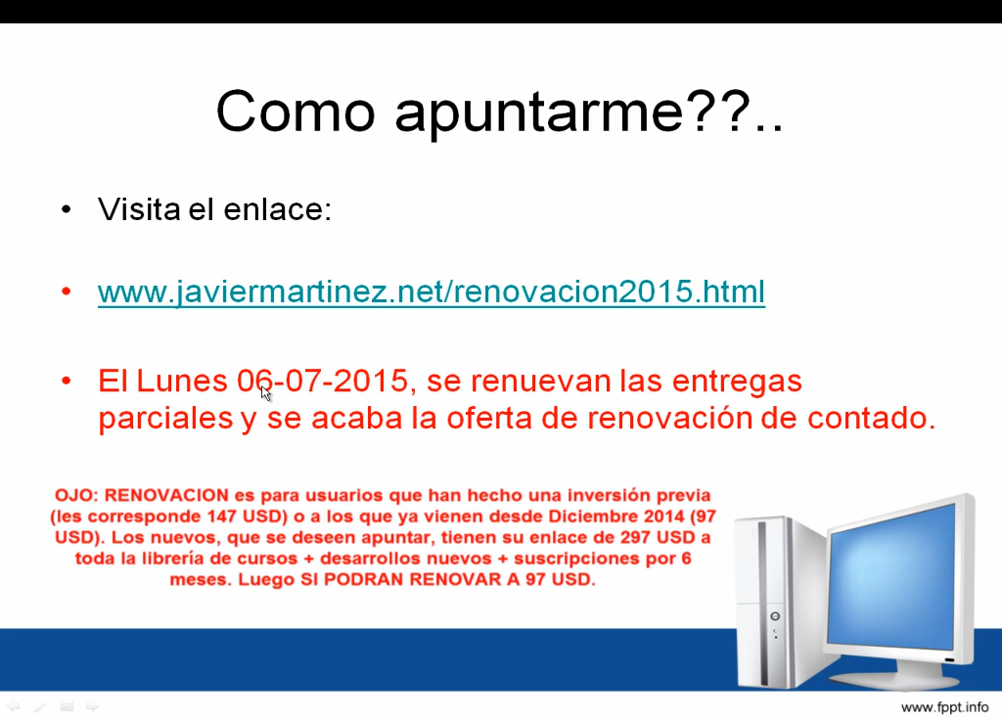 Como apuntarme??..
• Visita el enlace:
• www.javiermartinez.net/renovacion2015.html
• El Lunes 06-07-2015, se renuevan las entregas
parciales y se acaba la oferta de renovación de contado.
OJO: RENOVACION es para usuarios que han hecho una inversión previa
(les corresponde 147 USD) o a los que ya vienen desde Diciembre 2014 (97
USD). Los nuevos, que se deseen apuntar, tienen su enlace de 297 USD a
toda la librería de cursos + desarrollos nuevos + suscripciones por 6
meses. Luego SI PODRAN RENOVAR A 97 USD.
www.fppt.info